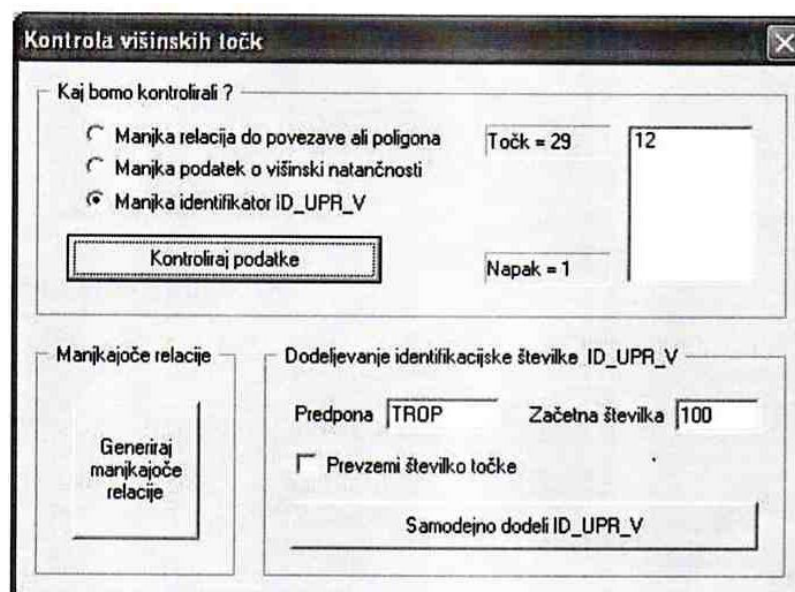 Kontrola višinskih točk
Kaj bomo kontrolirali ?
Manjka relacija do povezave ali poligona
Manjka podatek o višinski natančnosti
Manjka identifikator ID_UPR_V
Kontroliraj podatke
Točk = 29
12
Napak = 1
Manjkajoče relacije
Generiraj
manjkajoče
relacije
Dodeljevanje identifikacijske številke ID_UPR_V
Predpona TROP Začetna številka 100
Prevzemi številko točke
Samodejno dodeli ID_UPR_V